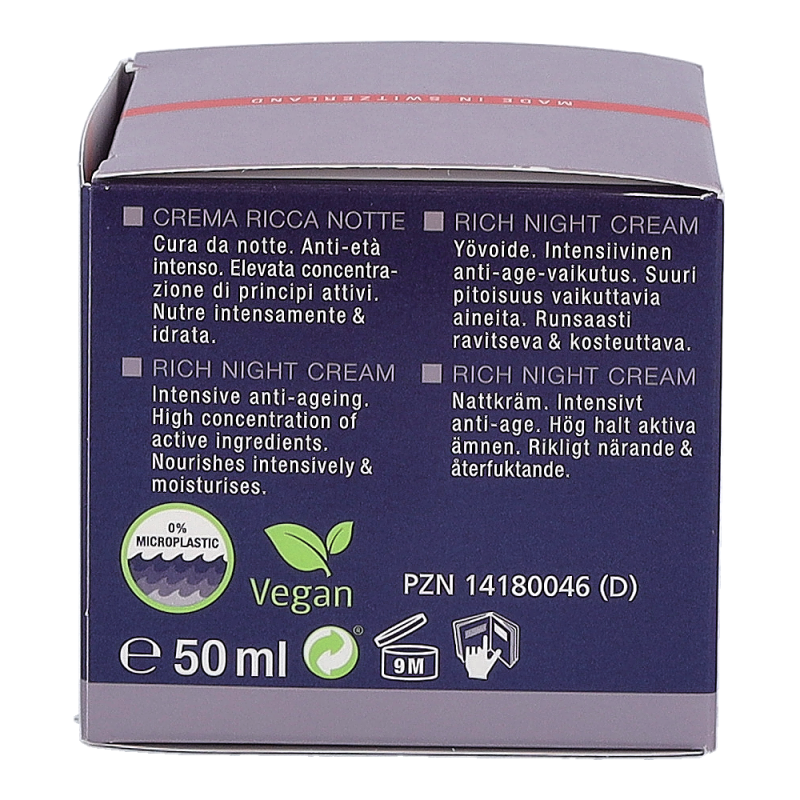 MADE IN SWITZERLAND
CREMA RICCA NOTTE
Cura da notte. Anti-età
intenso. Elevata concentra-
zione di principi attivi.
Nutre intensamente &
idrata.
RICH NIGHT CREAM
Intensive anti-ageing.
High concentration of
active ingredients.
Nourishes intensively &
moisturises.
RICH NIGHT CREAM
Yövoide. Intensiivinen
anti-age-vaikutus. Suuri
pitoisuus vaikuttavia
aineita. Runsaasti
ravitseva & kosteuttava.
RICH NIGHT CREAM
Nattkräm. Intensivt
anti-age. Hög halt aktiva
ämnen. Rikligt närande &
återfuktande.
0%
MICROPLASTIC
Vegan
PZN 14180046 (D)
℮ 50 ml
®
9 M